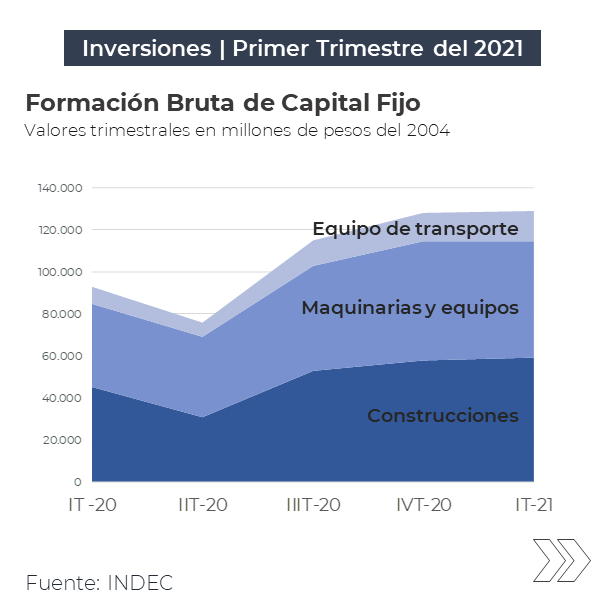 Inversiones | Primer Trimestre del 2021
Formación Bruta de Capital Fijo
Valores trimestrales en millones de pesos del 2004
140.000
120.000
100.000
80.000
60.000
40.000
20.000
0
Equipo de transporte
Maquinarias y equipos
Construcciones
IT -20
IIT-20
IIIT-20
IVT-20
IT-21
Fuente: INDEC